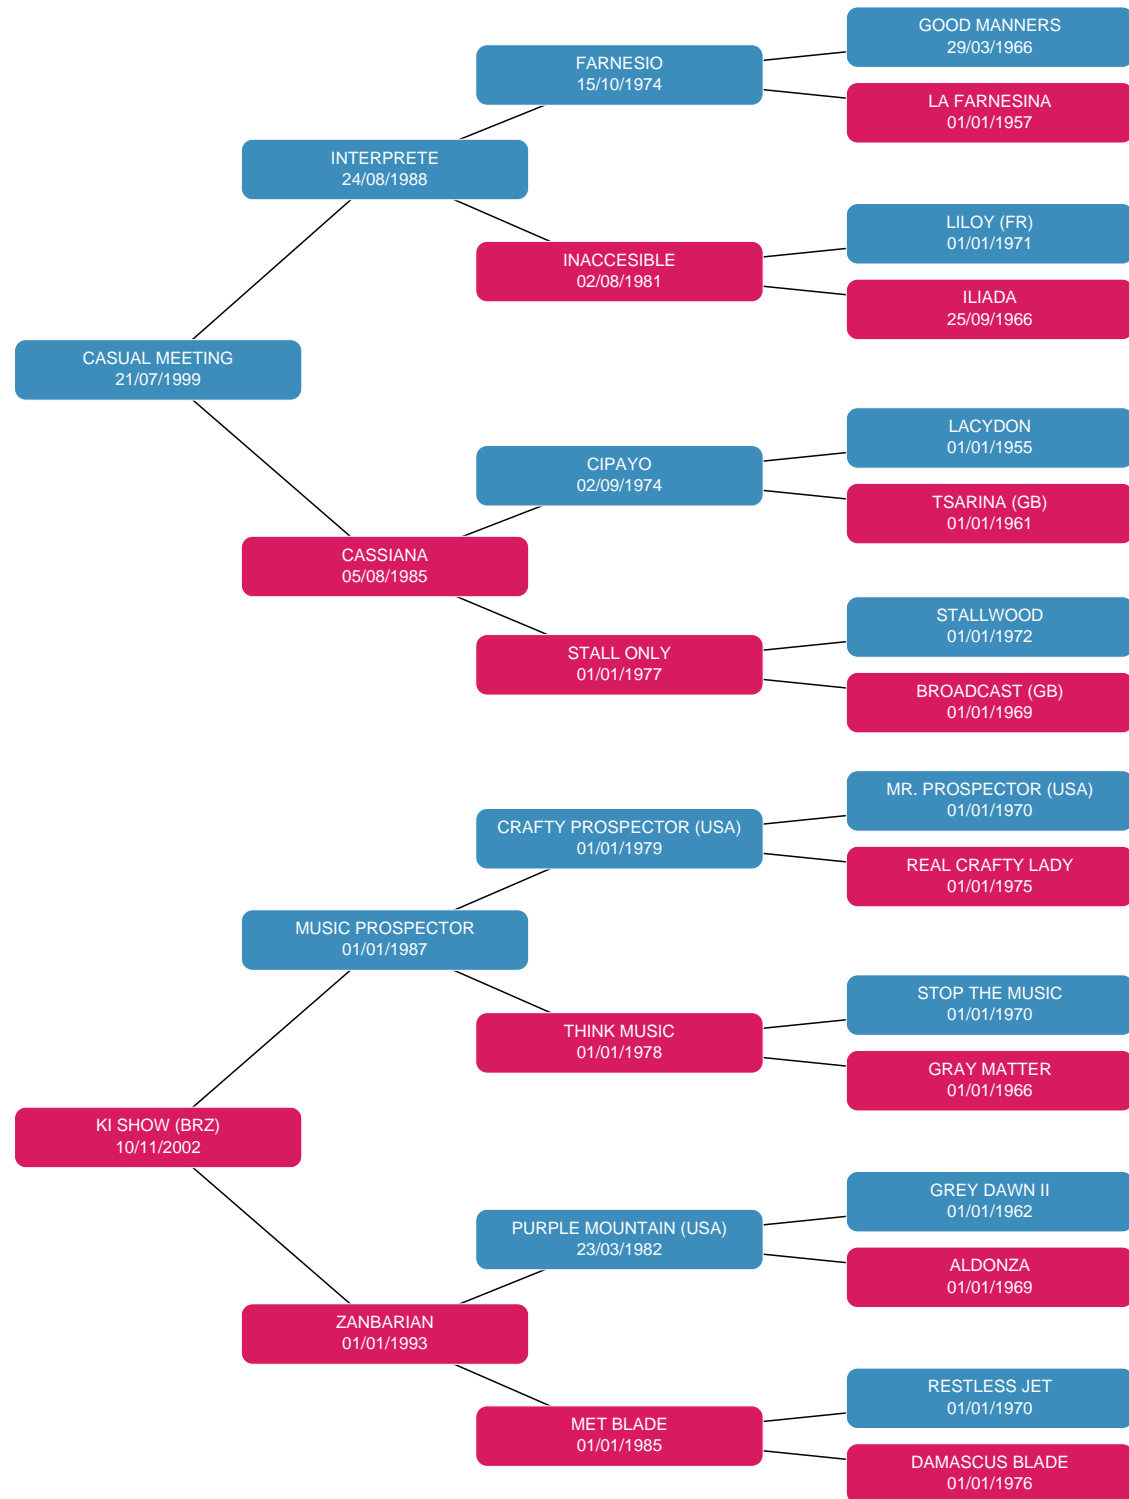 GOOD MANNERS
29/03/1966
FARNESIO
15/10/1974
LA FARNESINA
01/01/1957
INTERPRETE
24/08/1988
LILOY (FR)
01/01/1971
INACCESIBLE
02/08/1981
ILIADA
25/09/1966
CASUAL MEETING
21/07/1999
LACYDON
01/01/1955
CIPAYO
02/09/1974
TSARINA (GB)
01/01/1961
CASSIANA
05/08/1985
STALLWOOD
01/01/1972
STALL ONLY
01/01/1977
BROADCAST (GB)
01/01/1969
MR. PROSPECTOR (USA)
01/01/1970
CRAFTY PROSPECTOR (USA)
01/01/1979
REAL CRAFTY LADY
01/01/1975
MUSIC PROSPECTOR
01/01/1987
STOP THE MUSIC
01/01/1970
THINK MUSIC
01/01/1978
GRAY MATTER
01/01/1966
KI SHOW (BRZ)
10/11/2002
GREY DAWN II
01/01/1962
PURPLE MOUNTAIN (USA)
23/03/1982
ALDONZA
01/01/1969
ZANBARIAN
01/01/1993
RESTLESS JET
01/01/1970
MET BLADE
01/01/1985
DAMASCUS BLADE
01/01/1976